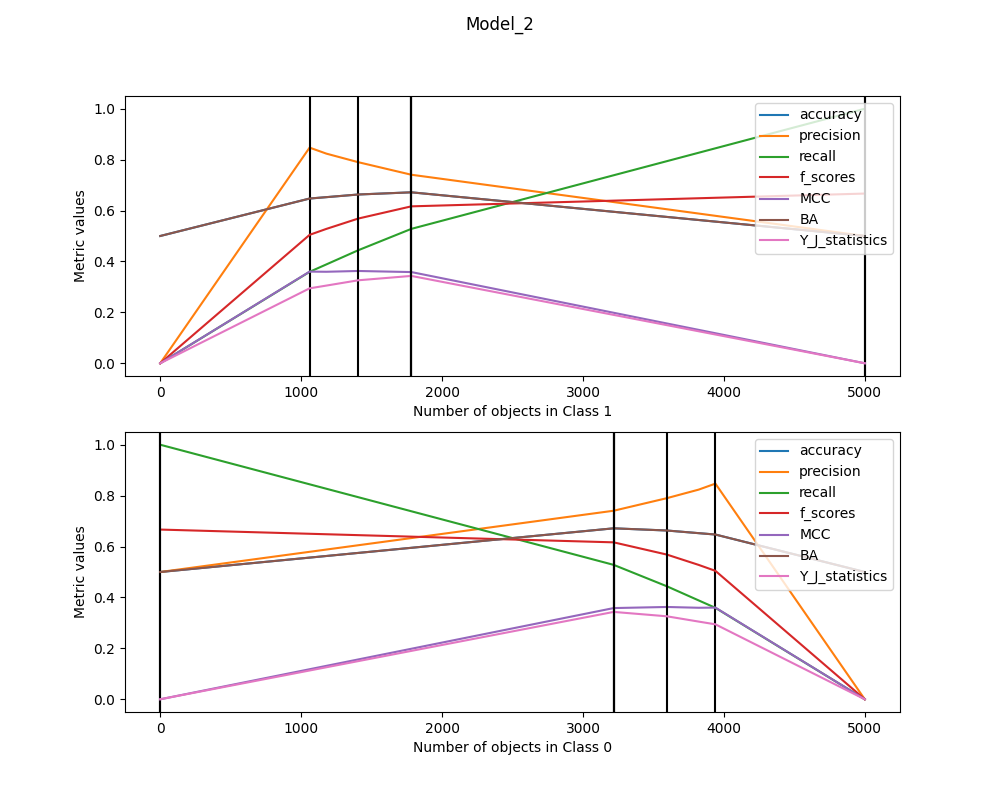 Model_2
1.0
0.8
0.6
0.4
0.2
0.0
Metric values
accuracy
precision
recall
f_scores
MCC
BA
Y_J_statistics
0 1000 2000 3000 4000 5000
Number of objects in Class 1
1.0
0.8
0.6
0.4
0.2
0.0
Metric values
accuracy
precision
recall
f_scores
MCC
BA
Y_J_statistics
0 1000 2000 3000 4000 5000
Number of objects in Class 0